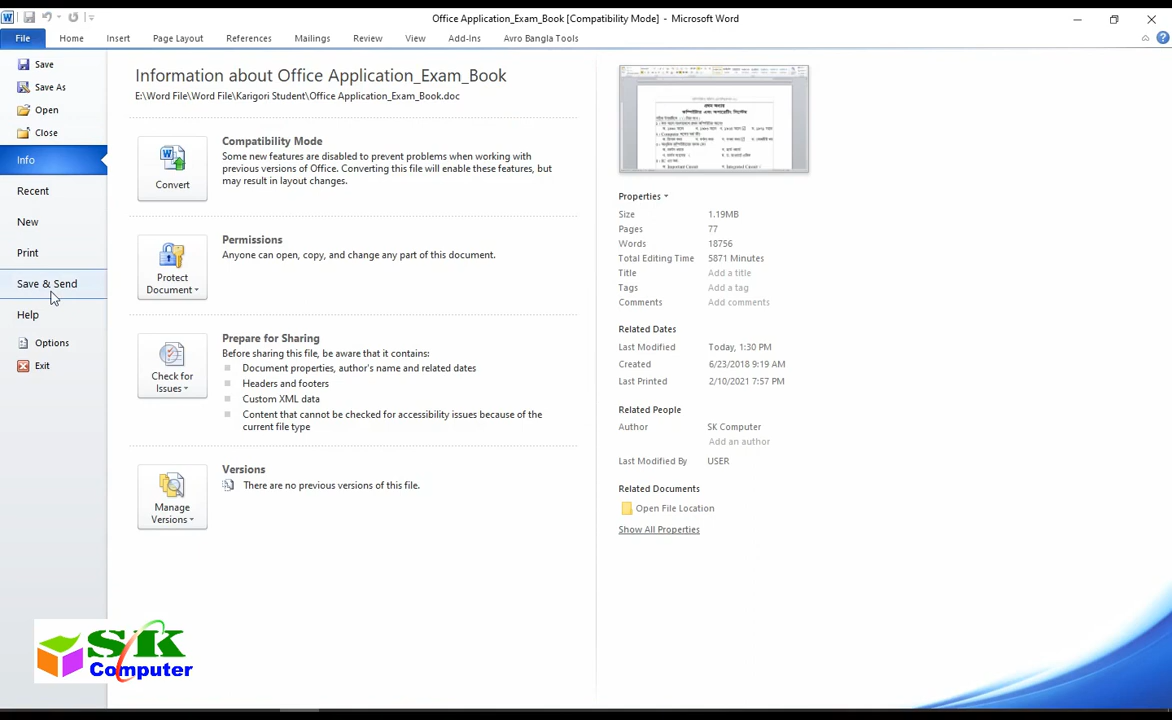 Office Application_Exam_Book [Compatibility Mode] - Microsoft Word
File Home Insert Page Layout References Mailings Review View Add-Ins Avro Bangla Tools
Save
Save As
Open
Close
Info
Recent
New
Print
Save & Send
Help
Options
Exit
Information about Office Application_Exam_Book
E:\Word File\Word File\Karigori Student\Office Application_Exam_Book.doc
Convert
Compatibility Mode
Some new features are disabled to prevent problems when working with
previous versions of Office. Converting this file will enable these features, but
may result in layout changes.
Protect
Document
Permissions
Anyone can open, copy, and change any part of this document.
Check for
Issues
Prepare for Sharing
Before sharing this file, be aware that it contains:
Document properties, author's name and related dates
Headers and footers
Custom XML data
Content that cannot be checked for accessibility issues because of the
current file type
Manage
Versions
Versions
There are no previous versions of this file.
Properties
Size 1.19MB
Pages 77
Words 18756
Total Editing Time 5871 Minutes
Title Add a title
Tags Add a tag
Comments Add comments
Related Dates
Last Modified Today, 1:30 PM
Created 6/23/2018 9:19 AM
Last Printed 2/10/2021 7:57 PM
Related People
Author SK Computer
Add an author
Last Modified By USER
Related Documents
Open File Location
Show All Properties
SK
Computer